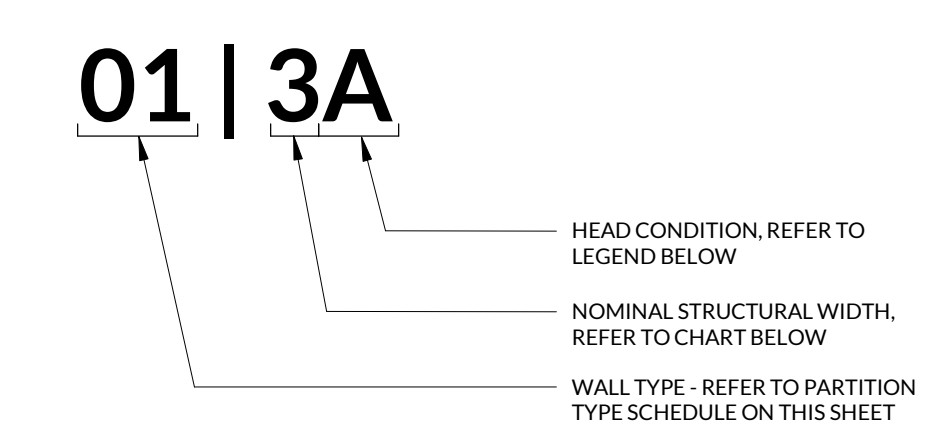 01 | 3A
HEAD CONDITION, REFER TO
LEGEND BELOW
NOMINAL STRUCTURAL WIDTH,
REFER TO CHART BELOW
WALL TYPE - REFER TO PARTITION
TYPE SCHEDULE ON THIS SHEET